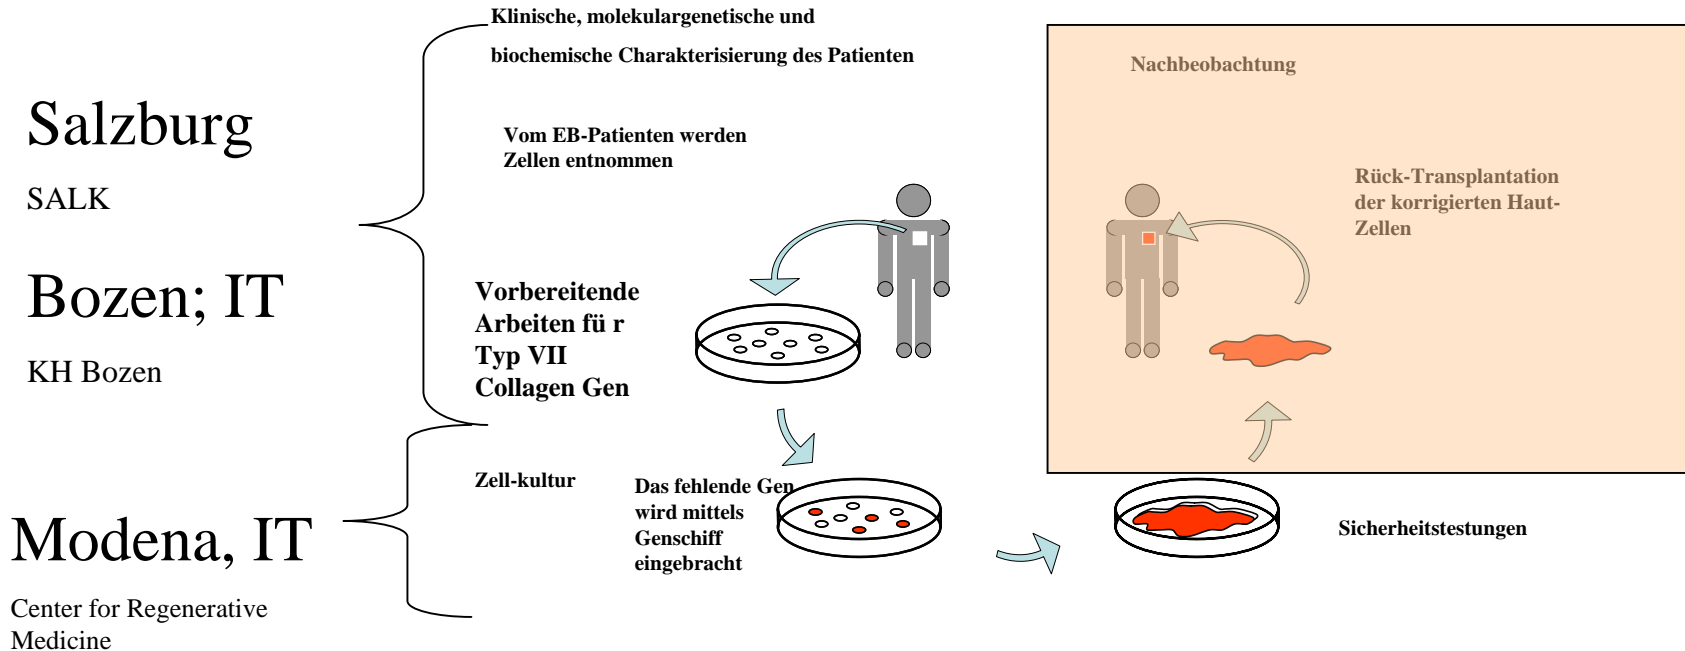 Salzburg
SALK
Bozen; IT
KH Bozen
Modena, IT
Center for Regenerative
Medicine
Klinische, molekulargenetische und
biochemische Charakterisierung des Patienten
Vom EB-Patienten werden
Zellen entnommen
Vorbereitende
Arbeiten fü r
Typ VII
Collagen Gen
Zell-kultur
Das fehlende Gen
wird mittels
Genschiff
eingebracht
Nachbeobachtung
Rück-Transplantation
der korrigierten Haut-
Zellen
Sicherheitstestungen